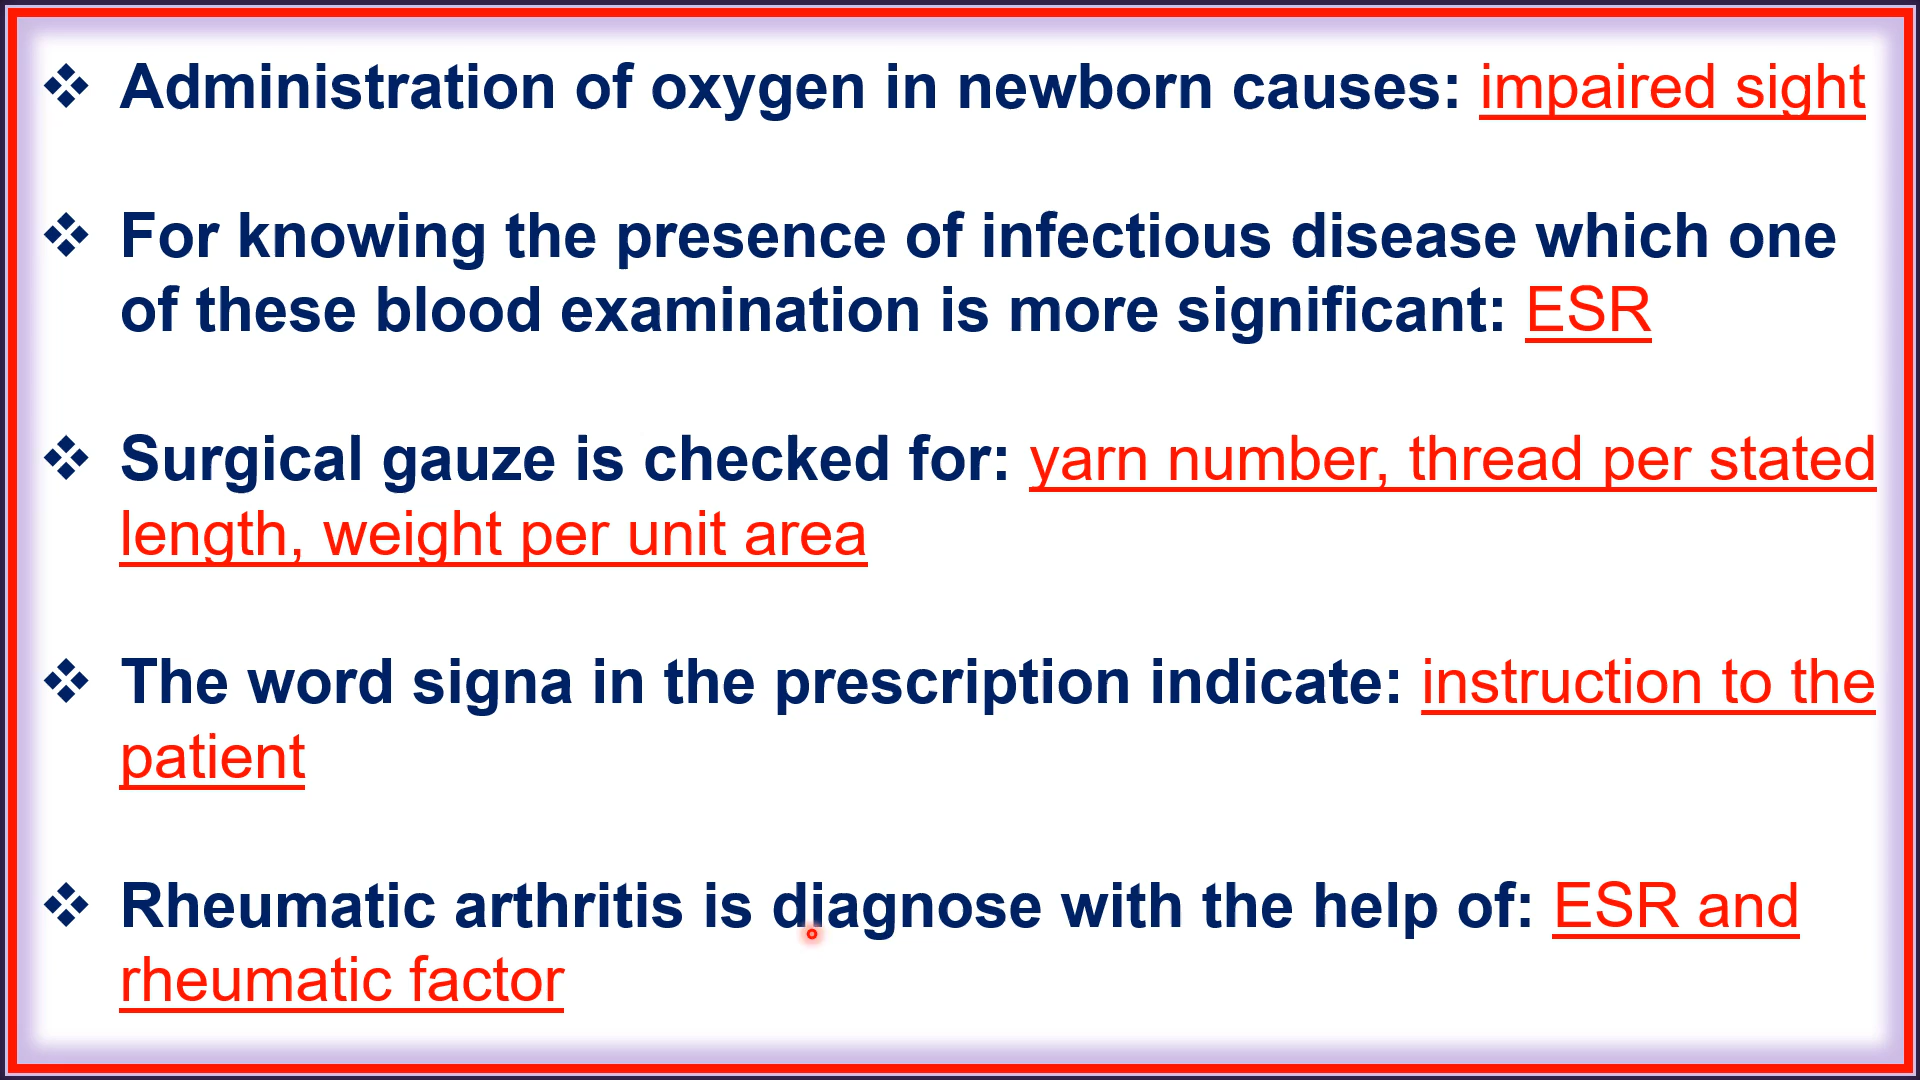 ❖ Administration of oxygen in newborn causes: impaired sight
❖ For knowing the presence of infectious disease which one
of these blood examination is more significant: ESR
❖ Surgical gauze is checked for: yarn number, thread per stated
length, weight per unit area
❖ The word signa in the prescription indicate: instruction to the
patient
❖ Rheumatic arthritis is diagnose with the help of: ESR and
rheumatic factor